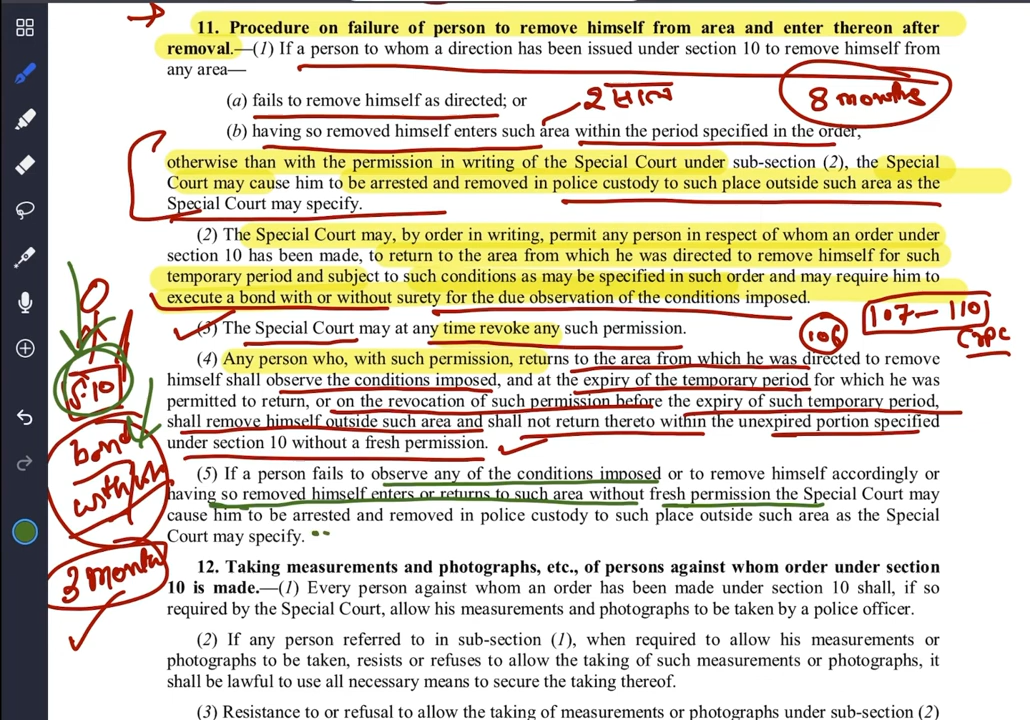 11. Procedure on failure of person to remove himself from area and enter thereon after
removal.—(1) If a person to whom a direction has been issued under section 10 to remove himself from
any area—
(a) fails to remove himself as directed; or
2 साल
8 months
(b) having so removed himself enters such area within the period specified in the order,
otherwise than with the permission in writing of the Special Court under sub-section (2), the Special
Court may cause him to be arrested and removed in police custody to such place outside such area as the
Special Court may specify.
(2) The Special Court may, by order in writing, permit any person in respect of whom an order under
section 10 has been made, to return to the area from which he was directed to remove himself for such
temporary period and subject to such conditions as may be specified in such order and may require him to
execute a bond with or without surety for the due observation of the conditions imposed.
107-110
(3) The Special Court may at any time revoke any such permission.
106
CrPC
(4) Any person who, with such permission, returns to the area from which he was directed to remove
himself shall observe the conditions imposed, and at the expiry of the temporary period for which he was
S.10
permitted to return, or on the revocation of such permission before the expiry of such temporary period,
shall remove himself outside such area and shall not return thereto within the unexpired portion specified
under section 10 without a fresh permission.
bond
(5) If a person fails to observe any of the conditions imposed or to remove himself accordingly or
having so removed himself enters or returns to such area without fresh permission the Special Court may
cause him to be arrested and removed in police custody to such place outside such area as the Special
Court may specify.
3 months
12. Taking measurements and photographs, etc., of persons against whom order under section
10 is made.—(1) Every person against whom an order has been made under section 10 shall, if so
required by the Special Court, allow his measurements and photographs to be taken by a police officer.
(2) If any person referred to in sub-section (1), when required to allow his measurements or
photographs to be taken, resists or refuses to allow the taking of such measurements or photographs, it
shall be lawful to use all necessary means to secure the taking thereof.
(3) Resistance to or refusal to allow the taking of measurements or photographs under sub-section (2)